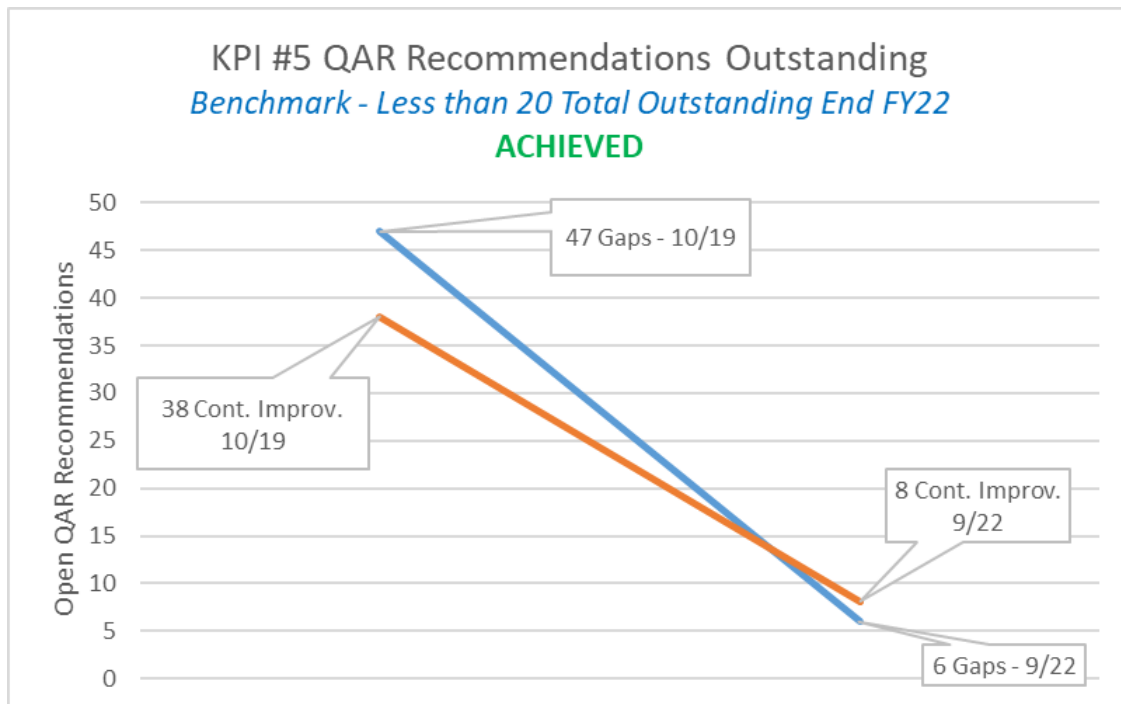 KPI #5 QAR Recommendations Outstanding
Benchmark - Less than 20 Total Outstanding End FY22
ACHIEVED
Open QAR Recommendations
50
45
40
35
30
25
20
15
10
5
0
47 Gaps - 10/19
38 Cont. Improv.
10/19
8 Cont. Improv.
9/22
6 Gaps - 9/22